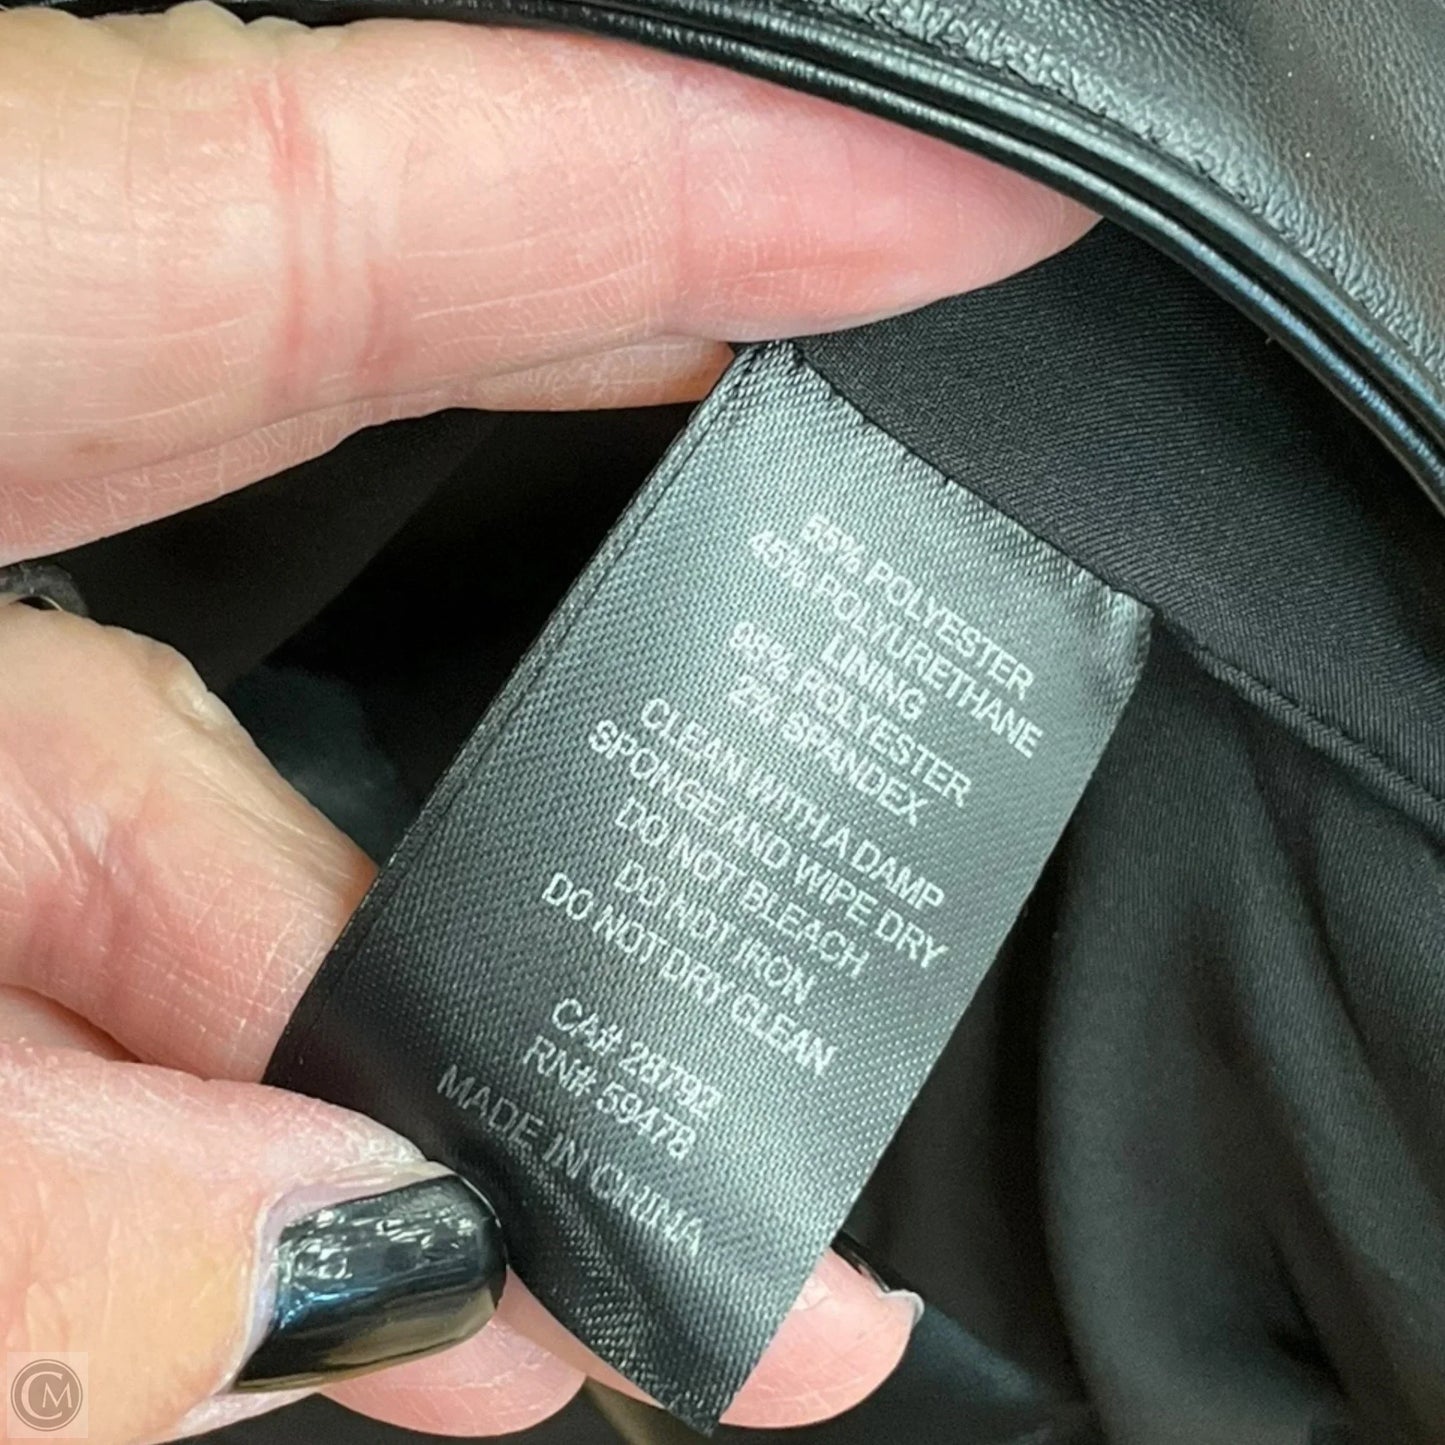 55% POLYESTER
45% POLYURETHANE
LINING
98% POLYESTER
2% SPANDEX
CLEAN WITH A DAMP
SPONGE AND WIPE DRY
DO NOT BLEACH
DO NOT IRON
DO NOT DRY CLEAN
CA# 28792
RN# 59478
MADE IN CHINA
CM